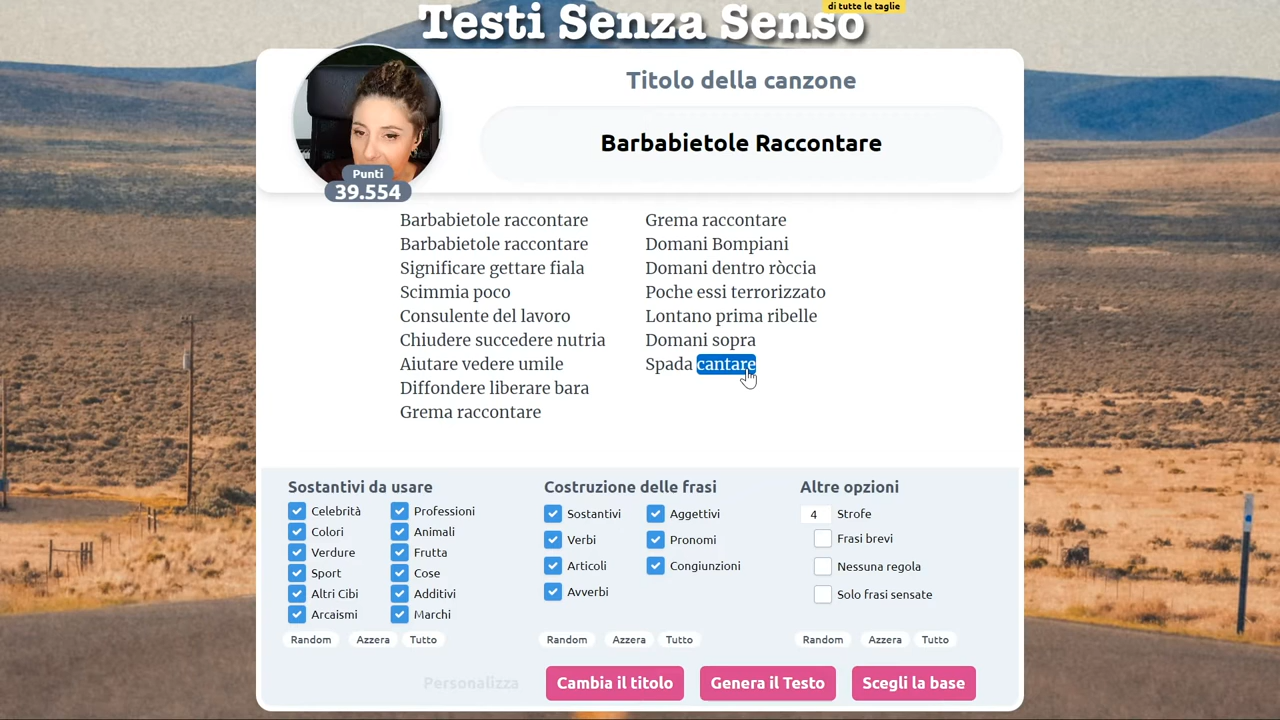 di tutte le taglie
Testi Senza Senso
Titolo della canzone
Barbabietole Raccontare
Punti
39.554
Barbabietole raccontare
Barbabietole raccontare
Significare gettare fiala
Scimmia poco
Consulente del lavoro
Chiudere succedere nutria
Aiutare vedere umile
Diffondere liberare bara
Grema raccontare
Grema raccontare
Domani Bompiani
Domani dentro ròccia
Poche essi terrorizzato
Lontano prima ribelle
Domani sopra
Spada cantare
Sostantivi da usare
Celebrità
Colori
Verdure
Sport
Altri Cibi
Arcaismi
Professioni
Animali
Frutta
Cose
Additivi
Marchi
Random Azzera Tutto
Costruzione delle frasi
Sostantivi
Verbi
Articoli
Avverbi
Aggettivi
Pronomi
Congiunzioni
Random Azzera Tutto
Altre opzioni
4 Strofe
Frasi brevi
Nessuna regola
Solo frasi sensate
Random Azzera Tutto
Personalizza
Cambia il titolo
Genera il Testo
Scegli la base